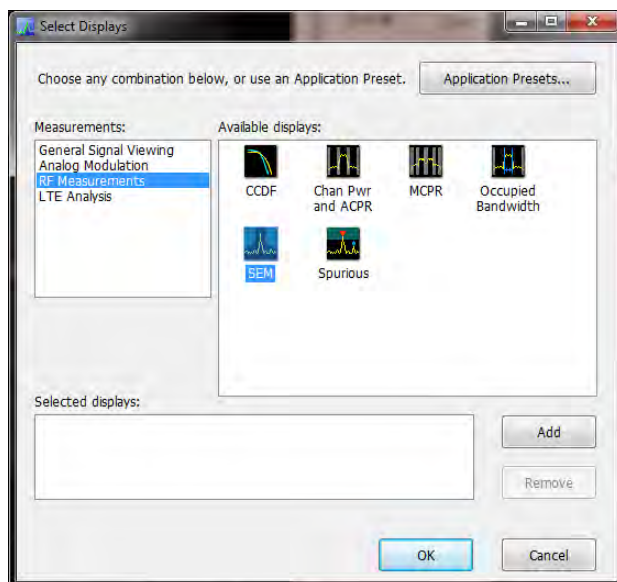 Select Displays
Choose any combination below, or use an Application Preset.
Application Presets...
Measurements:
General Signal Viewing
Analog Modulation
RF Measurements
LTE Analysis
Available displays:
CCDF
Chan Pwr
and ACPR
MCPR
Occupied
Bandwidth
SEM
Spurious
Selected displays:
Add
Remove
OK
Cancel